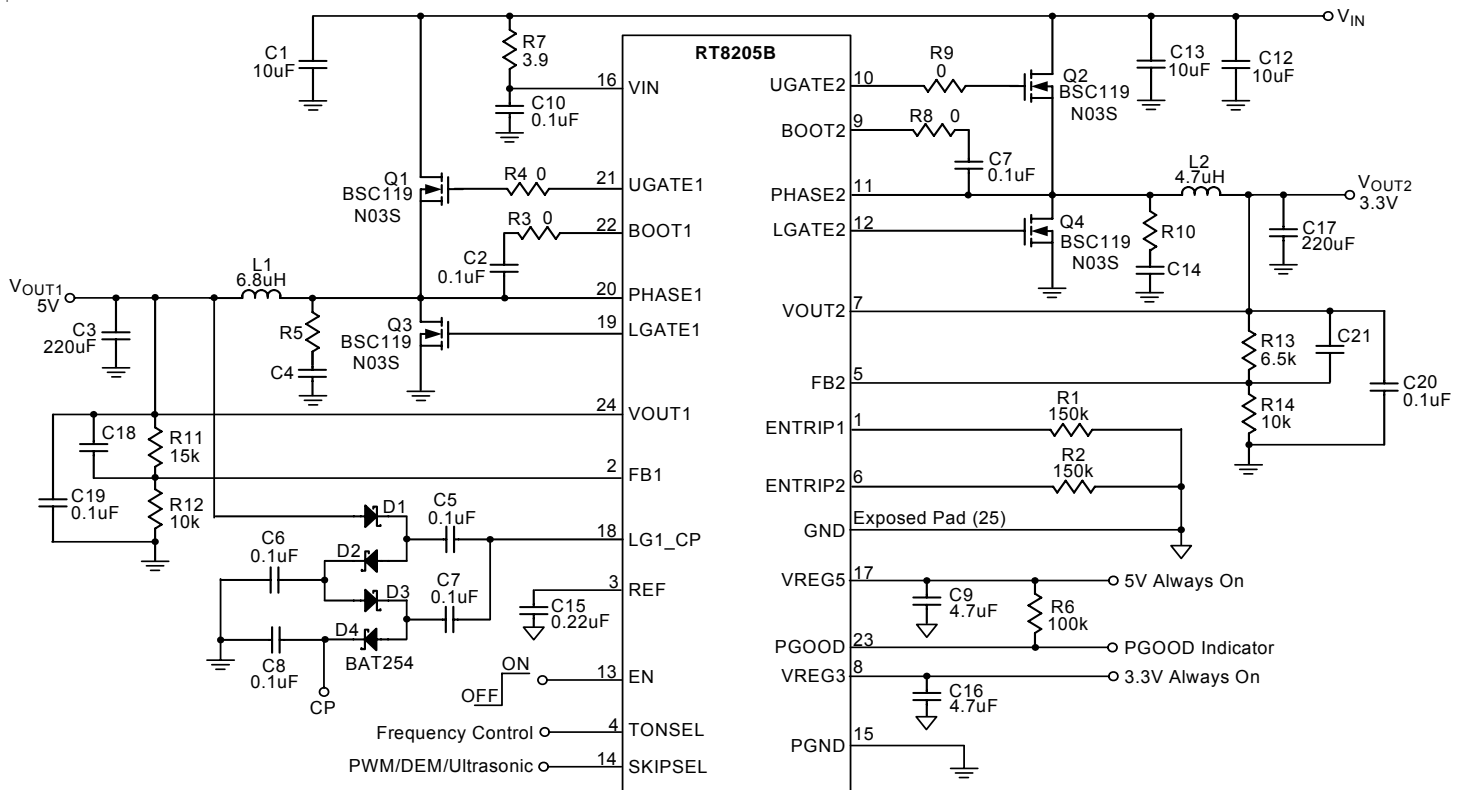 V_IN
C1
10uF
R7
3.9
RT8205B
R9
0
Q2
BSC119
N03S
C13
10uF
C12
10uF
16
VIN
UGATE2
10
C10
0.1uF
BOOT2
9
R8 0
C7
0.1uF
Q1
BSC119
N03S
R4 0
21
UGATE1
PHASE2
11
L2
4.7uH
V_OUT2
3.3V
R3 0
22
BOOT1
LGATE2
12
Q4
BSC119
N03S
R10
C14
C17
220uF
C2
0.1uF
V_OUT1
5V
L1
6.8uH
20
PHASE1
VOUT2
7
C3
220uF
R5
C4
Q3
BSC119
N03S
19
LGATE1
R13
6.5k
C21
FB2
5
C20
0.1uF
R14
10k
24
VOUT1
ENTRIP1
1
R1
150k
C18
R11
15k
2
FB1
ENTRIP2
6
R2
150k
C19
0.1uF
R12
10k
D1
C5
0.1uF
GND
Exposed Pad (25)
18
LG1_CP
C6
0.1uF
D2
D3
C7
0.1uF
3
REF
VREG5
17
5V Always On
C9
4.7uF
R6
100k
C15
0.22uF
D4
BAT254
C8
0.1uF
CP
PGOOD
23
PGOOD Indicator
ON
OFF
13
EN
VREG3
8
3.3V Always On
C16
4.7uF
Frequency Control
4
TONSEL
PGND
15
PWM/DEM/Ultrasonic
14
SKIPSEL